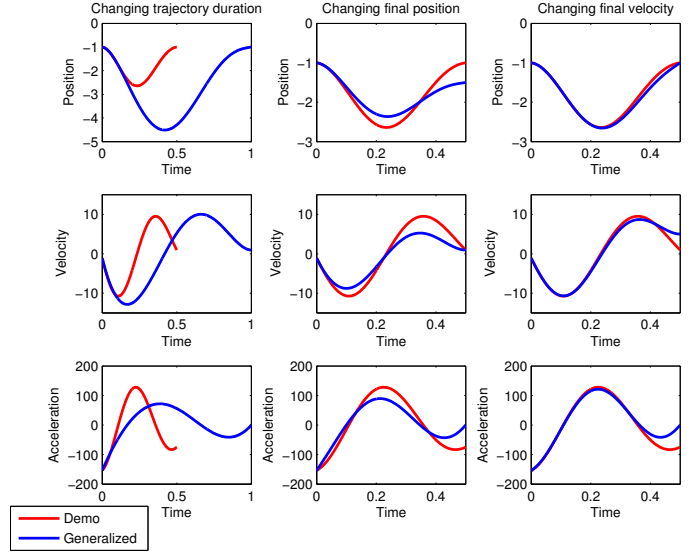 Changing trajectory duration
Changing final position
Changing final velocity
0
−1
−2
−3
−4
−5
Position
0
0.5
1
Time
0
−1
−2
−3
Position
0
0.2
0.4
Time
0
−1
−2
−3
Position
0
0.2
0.4
Time
10
0
−10
Velocity
0
0.5
1
Time
10
0
−10
Velocity
0
0.2
0.4
Time
10
0
−10
Velocity
0
0.2
0.4
Time
200
100
0
−100
−200
Acceleration
0
0.5
1
Time
200
100
0
−100
−200
Acceleration
0
0.2
0.4
Time
200
100
0
−100
−200
Acceleration
0
0.2
0.4
Time
Demo
Generalized